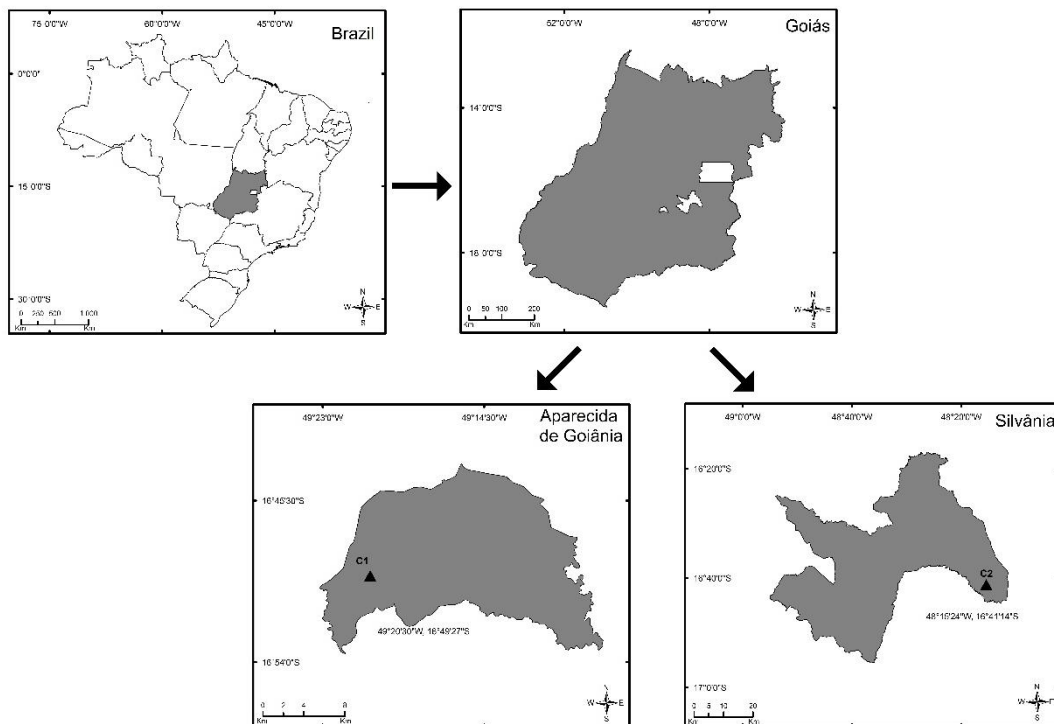 75°0'0"W 60°0'0"W 45°0'0"W
Brazil
0°0'0"
15°0'0"S
30°0'0"S
0 250 500 1 000
Km Km
N
W E
S
52°0'0"W 48°0'0"W
Goiás
14°0'0"S
18°0'0"S
0 50 100 200
Km Km
N
W E
S
49°23'0"W 49°14'30"W
Aparecida
de Goiânia
16°45'30"S
C1
49°20'30"W, 16°49'27"S
16°54'0"S
0 2 4 8
Km Km
W E
S
49°0'0"W 48°40'0"W 48°20'0"W
Silvânia
16°20'0"S
16°40'0"S
C2
48°15'24"W, 16°41'14"S
17°0'0"S
0 5 10 20
Km Km
N
W
S